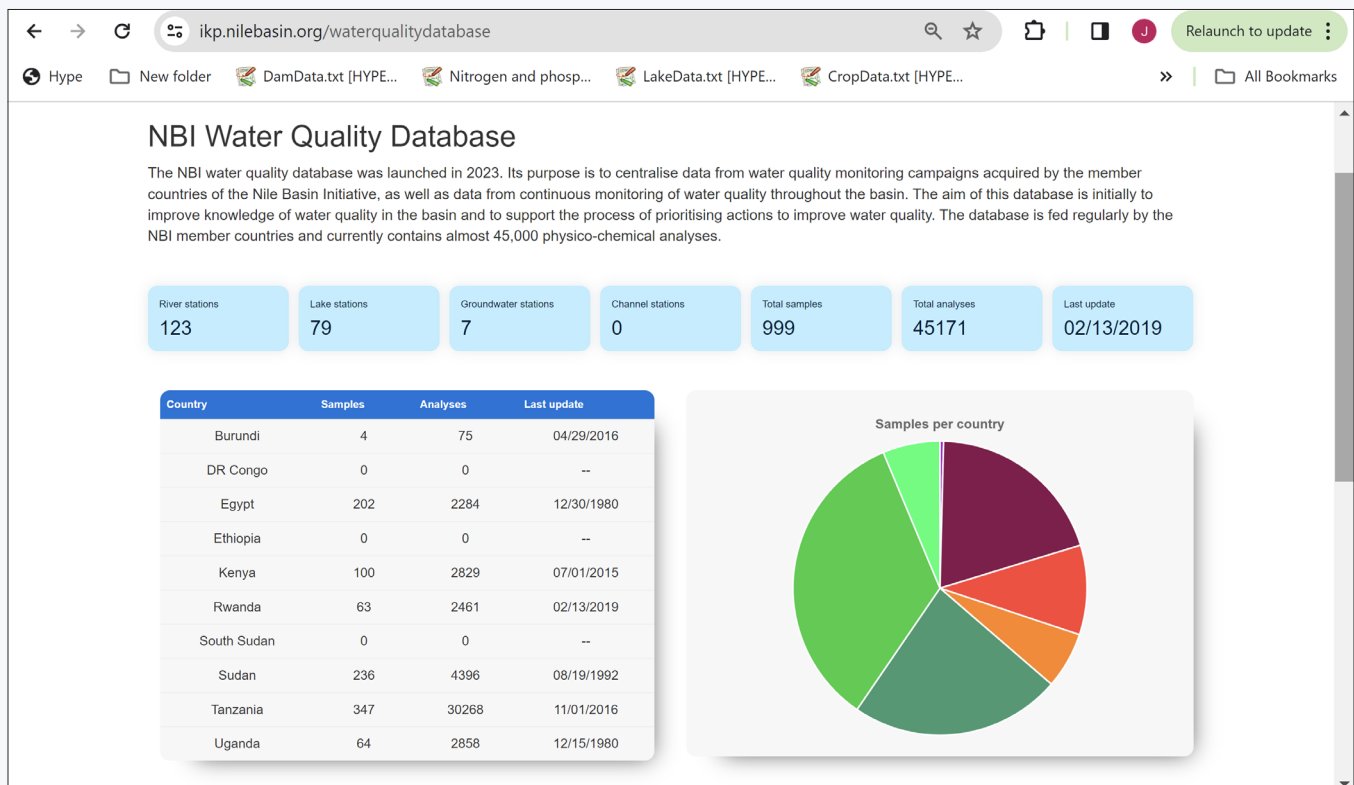 ikp.nilebasin.org/waterqualitydatabase
J
Relaunch to update
Hype
New folder
DamData.txt [HYPE...
Nitrogen and phosp...
LakeData.txt [HYPE...
CropData.txt [HYPE...
»
All Bookmarks
NBI Water Quality Database
The NBI water quality database was launched in 2023. Its purpose is to centralise data from water quality monitoring campaigns acquired by the member
countries of the Nile Basin Initiative, as well as data from continuous monitoring of water quality throughout the basin. The aim of this database is initially to
improve knowledge of water quality in the basin and to support the process of prioritising actions to improve water quality. The database is fed regularly by the
NBI member countries and currently contains almost 45,000 physico-chemical analyses.
River stations
123
Lake stations
79
Groundwater stations
7
Channel stations
0
Total samples
999
Total analyses
45171
Last update
02/13/2019
Country Samples Analyses Last update
Burundi 4 75 04/29/2016
DR Congo 0 0 --
Egypt 202 2284 12/30/1980
Ethiopia 0 0 --
Kenya 100 2829 07/01/2015
Rwanda 63 2461 02/13/2019
South Sudan 0 0 --
Sudan 236 4396 08/19/1992
Tanzania 347 30268 11/01/2016
Uganda 64 2858 12/15/1980
Samples per country